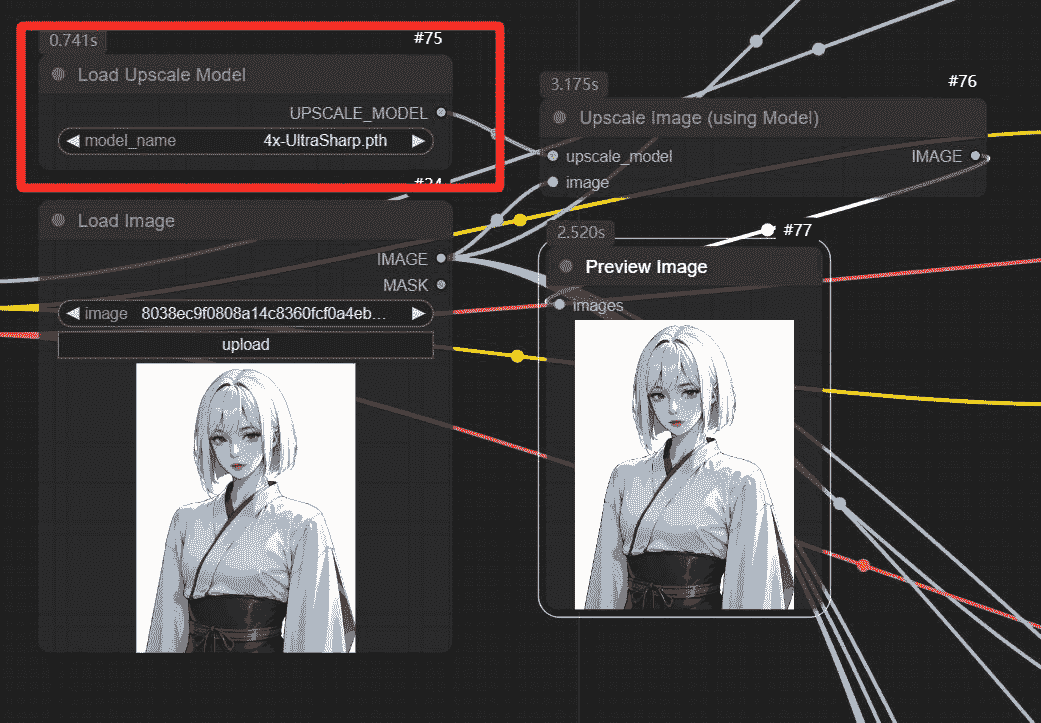 0.741s
#75
Load Upscale Model
UPSCALE_MODEL
model_name
4x-UltraSharp.pth
3.175s
#76
Upscale Image (using Model)
upscale_model
IMAGE
image
Load Image
IMAGE
MASK
image
8038ec9f0808a14c8360fcf0a4eb...
upload
2.520s
#77
Preview Image
images